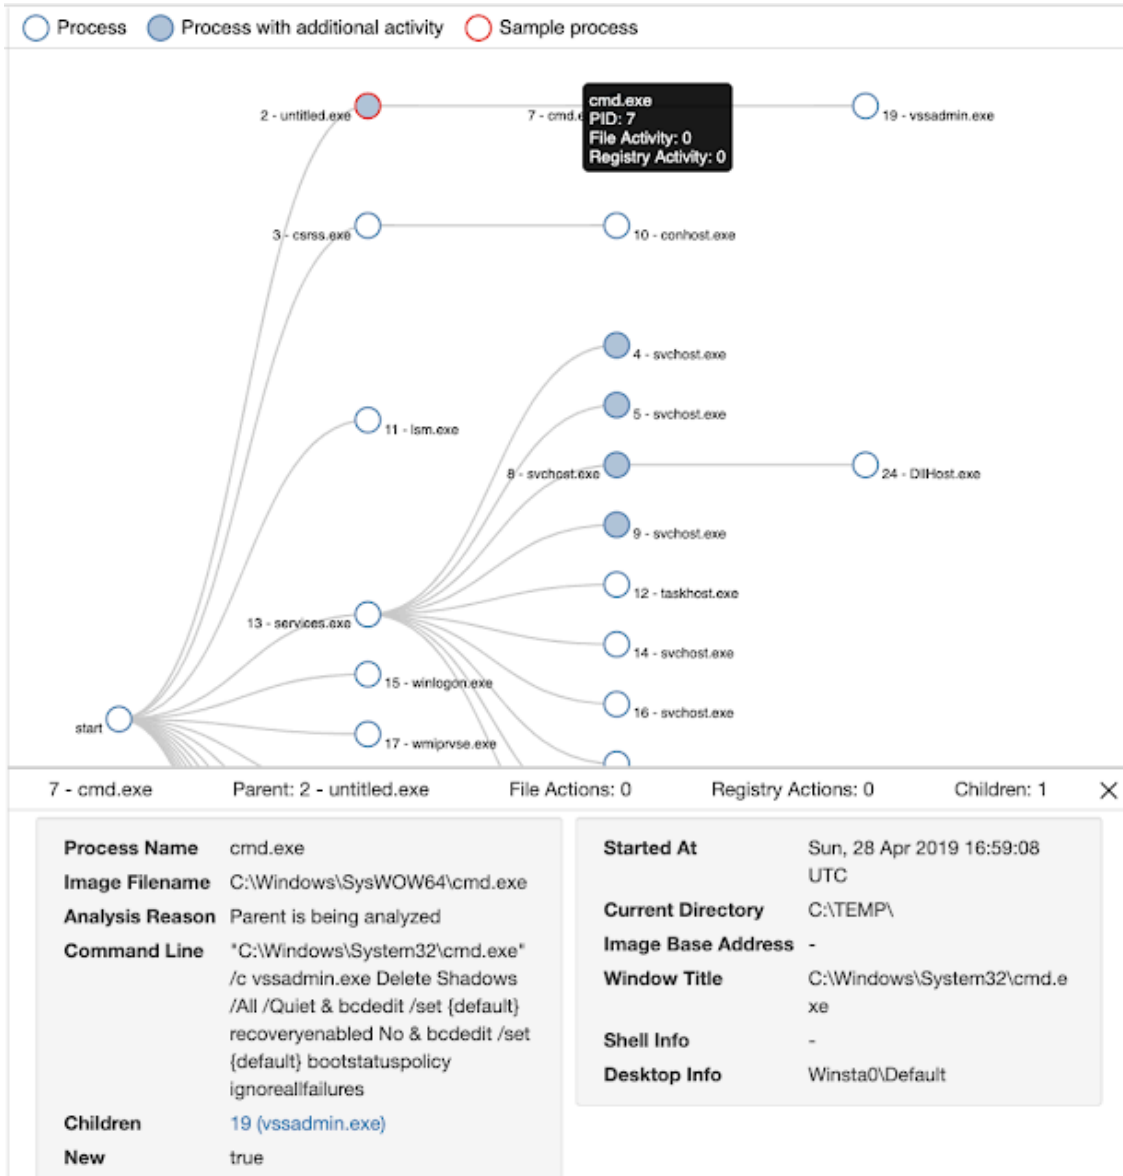 Process Process with additional activity Sample process
2 - untitled.exe
7 - cmd.e
cmd.exe
PID: 7
File Activity: 0
Registry Activity: 0
19 - vssadmin.exe
3 - csrss.exe
10 - conhost.exe
4 - svchost.exe
11 - lsm.exe
5 - svchost.exe
8 - svchost.exe
24 - DllHost.exe
9 - svchost.exe
12 - taskhost.exe
13 - services.exe
14 - svchost.exe
15 - winlogon.exe
16 - svchost.exe
start
17 - wmiprvse.exe
7 - cmd.exe Parent: 2 - untitled.exe File Actions: 0 Registry Actions: 0 Children: 1
Process Name cmd.exe
Image Filename C:\Windows\SysWOW64\cmd.exe
Analysis Reason Parent is being analyzed
Command Line "C:\Windows\System32\cmd.exe"
/c vssadmin.exe Delete Shadows
/All /Quiet & bcdedit /set {default}
recoveryenabled No & bcdedit /set
{default} bootstatuspolicy
ignoreallfailures
Children 19 (vssadmin.exe)
New true
Started At Sun, 28 Apr 2019 16:59:08
UTC
Current Directory C:\TEMP\
Image Base Address -
Window Title C:\Windows\System32\cmd.e
xe
Shell Info -
Desktop Info Winsta0\Default